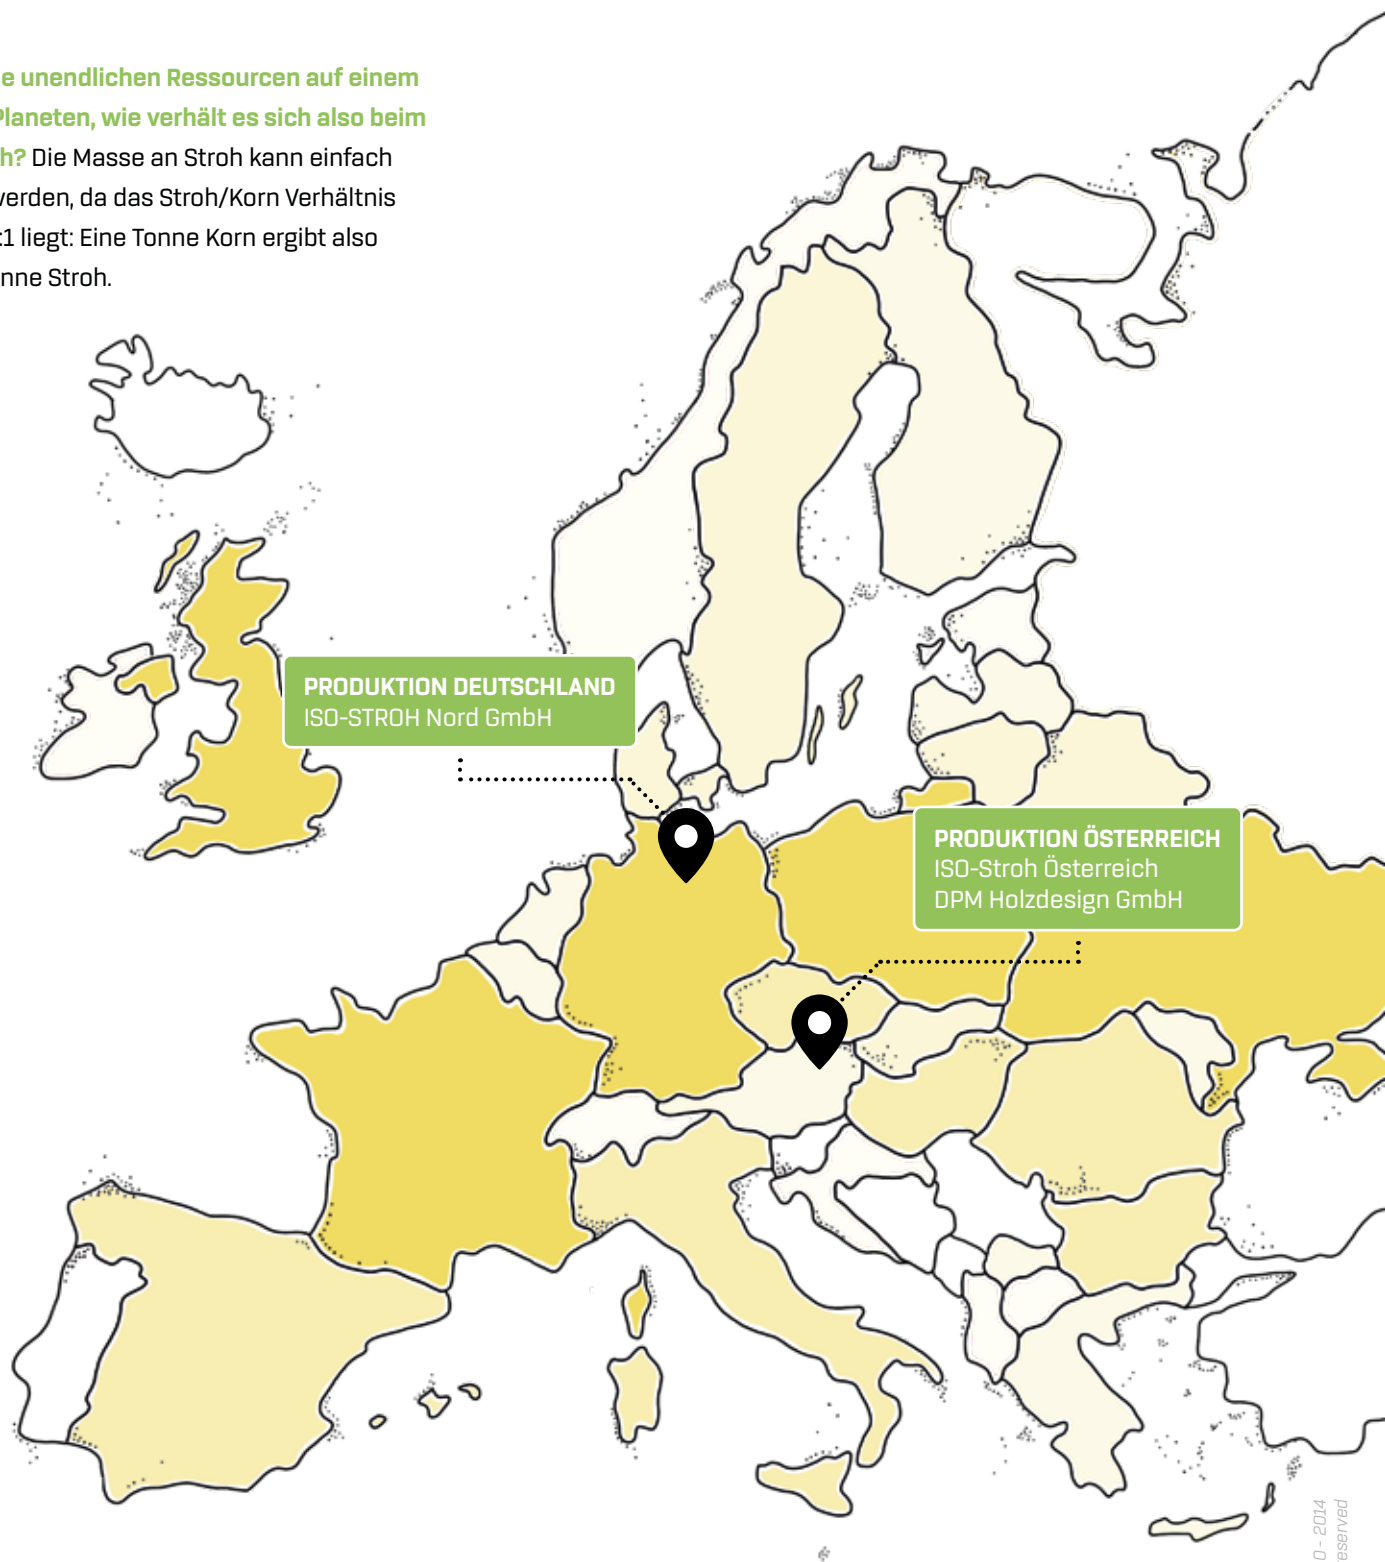 e unendlichen Ressourcen auf einem
Planeten, wie verhält es sich also beim
h? Die Masse an Stroh kann einfach
werden, da das Stroh/Korn Verhältnis
:1 liegt: Eine Tonne Korn ergibt also
nne Stroh.
PRODUKTION DEUTSCHLAND
ISO-STROH Nord GmbH
PRODUKTION ÖSTERREICH
ISO-Stroh Österreich
DPM Holzdesign GmbH
0 - 2014
eserved